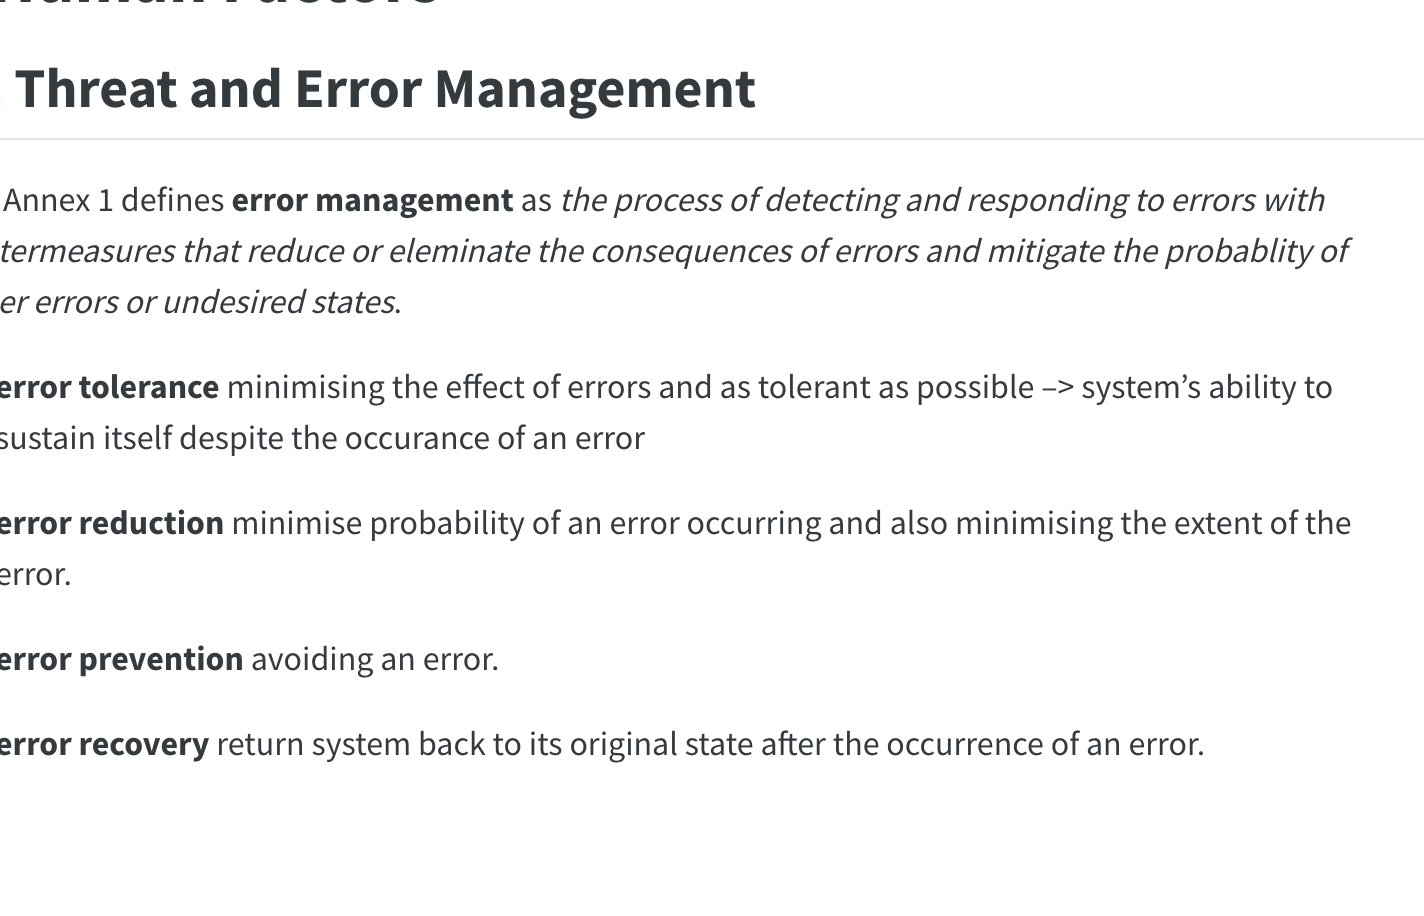 Human Factors
Threat and Error Management
Annex 1 defines error management as the process of detecting and responding to errors with
termeasures that reduce or eleminate the consequences of errors and mitigate the probablity of
er errors or undesired states.
error tolerance minimising the effect of errors and as tolerant as possible –> system’s ability to
sustain itself despite the occurance of an error
error reduction minimise probability of an error occurring and also minimising the extent of the
error.
error prevention avoiding an error.
error recovery return system back to its original state after the occurrence of an error.